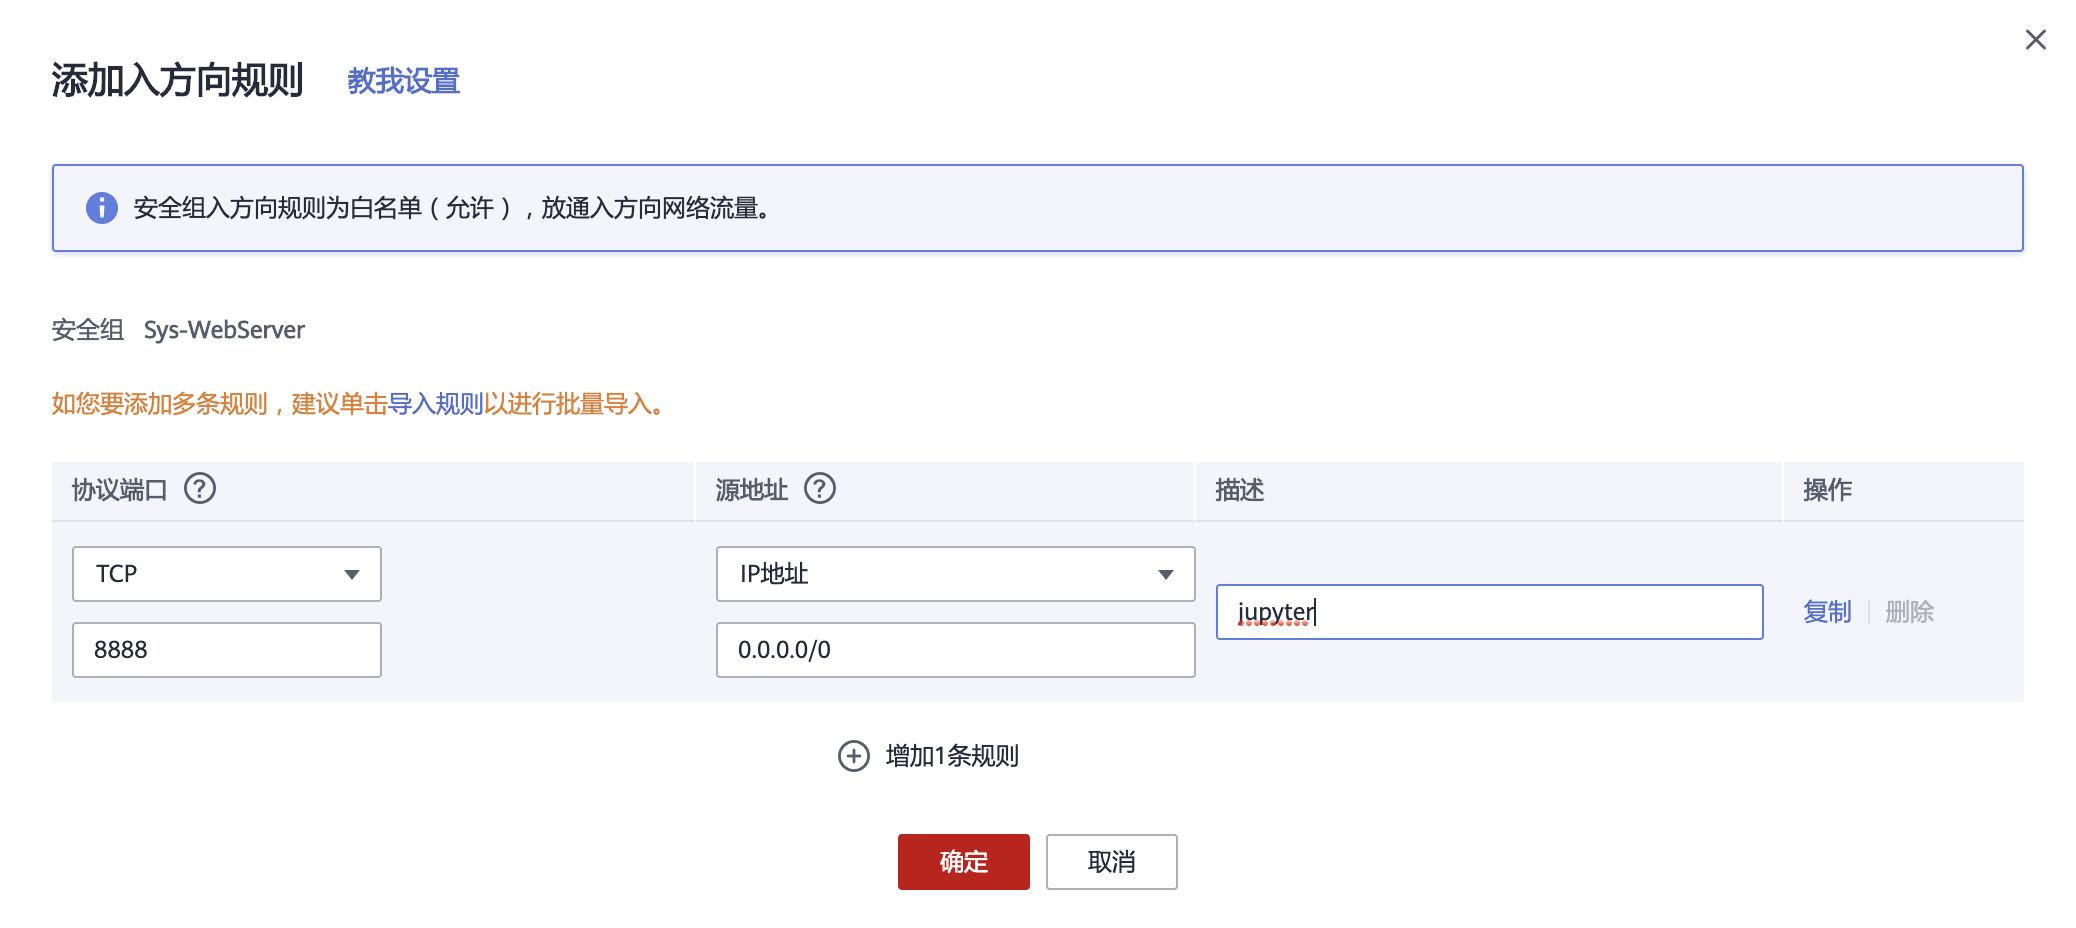 添加入方向规则 教我设置
安全组入方向规则为白名单（允许），放通入方向网络流量。
安全组 Sys-WebServer
如您要添加多条规则，建议单击导入规则以进行批量导入。
协议端口 ? 源地址 ? 描述 操作
TCP IP地址
jupyter 复制 删除
8888 0.0.0.0/0
增加1条规则
确定 取消